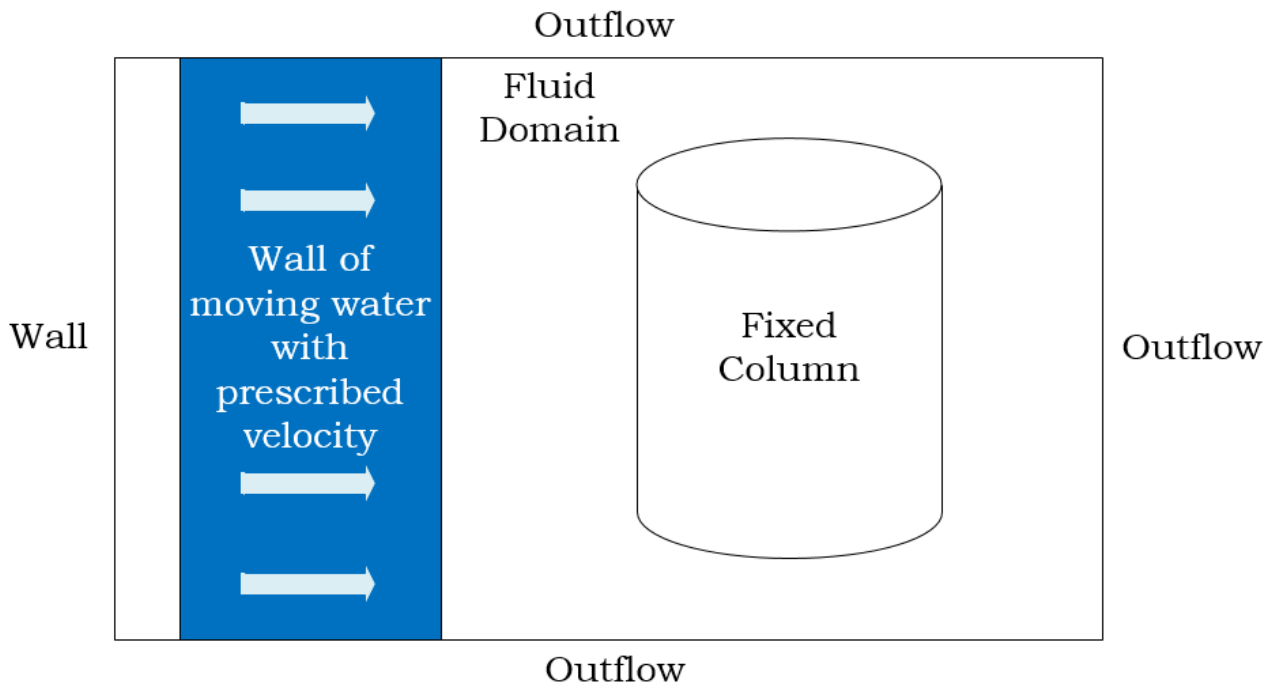 Outflow
Fluid
Domain
Wall of
moving water
with
prescribed
velocity
Wall
Fixed
Column
Outflow
Outflow